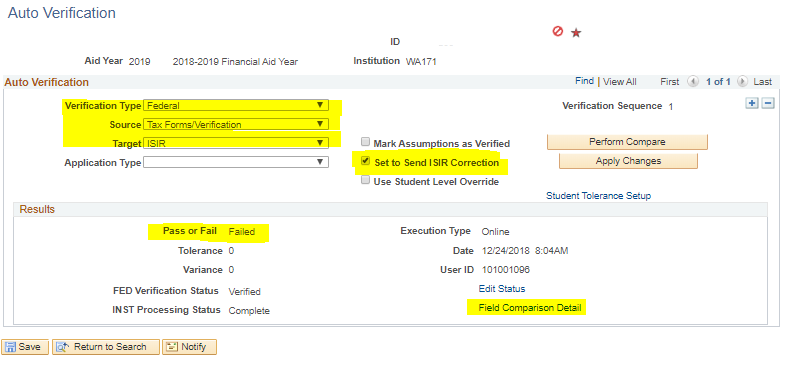 Auto Verification
ID
Aid Year 2019 2018-2019 Financial Aid Year Institution WA171
Auto Verification Find | View All First 1 of 1 Last
Verification Type Federal Verification Sequence 1
Source Tax Forms/Verification
Target ISIR Mark Assumptions as Verified Perform Compare
Application Type Set to Send ISIR Correction Apply Changes
Use Student Level Override
Student Tolerance Setup
Results
Pass or Fail Failed Execution Type Online
Tolerance 0 Date 12/24/2018 8:04AM
Variance 0 User ID 101001096
FED Verification Status Verified Edit Status
INST Processing Status Complete Field Comparison Detail
Save Return to Search Notify